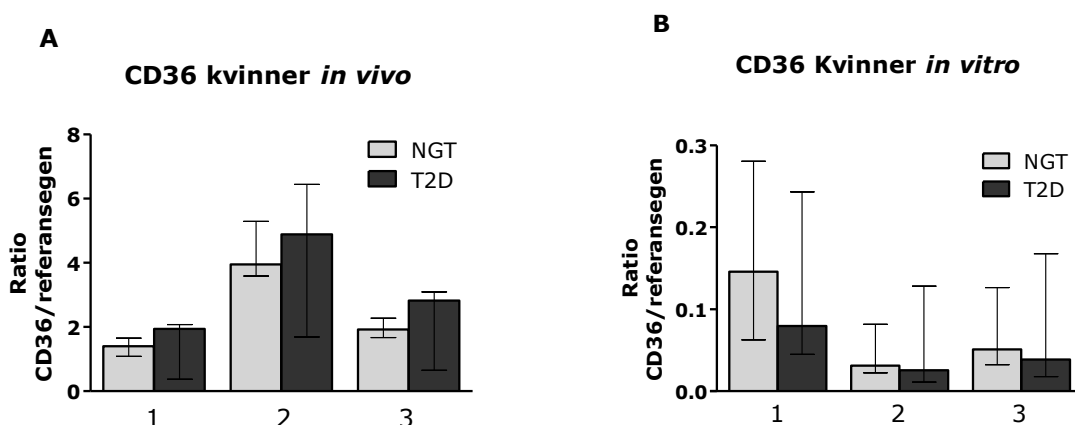 A
CD36 kvinner in vivo
Ratio
CD36/referansegen
8
6
4
2
0
NGT
T2D
1 2 3
B
CD36 Kvinner in vitro
Ratio
CD36/referansegen
0.3
0.2
0.1
0.0
NGT
T2D
1 2 3